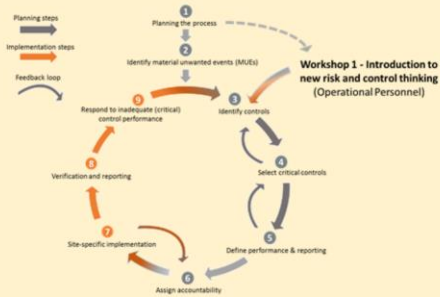 Planning steps
Implementation steps
Feedback loop
1
Planning the process
2
Identify material unwanted events (MUEs)
Workshop 1 - Introduction to
new risk and control thinking
(Operational Personnel)
9
Respond to inadequate (critical)
control performance
3
Identify controls
8
Verification and reporting
4
Select critical controls
7
Site-specific implementation
5
Define performance & reporting
6
Assign accountability